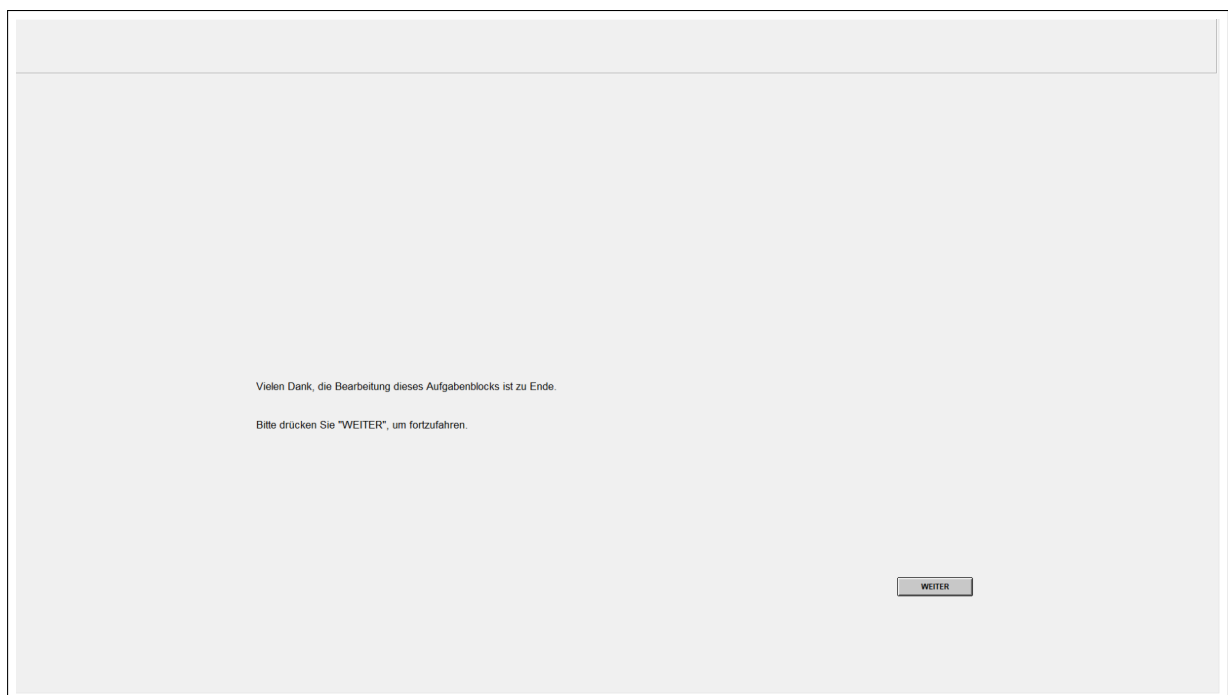 Vielen Dank, die Bearbeitung dieses Aufgabenblocks ist zu Ende.
Bitte drücken Sie "WEITER", um fortzufahren.
WEITER